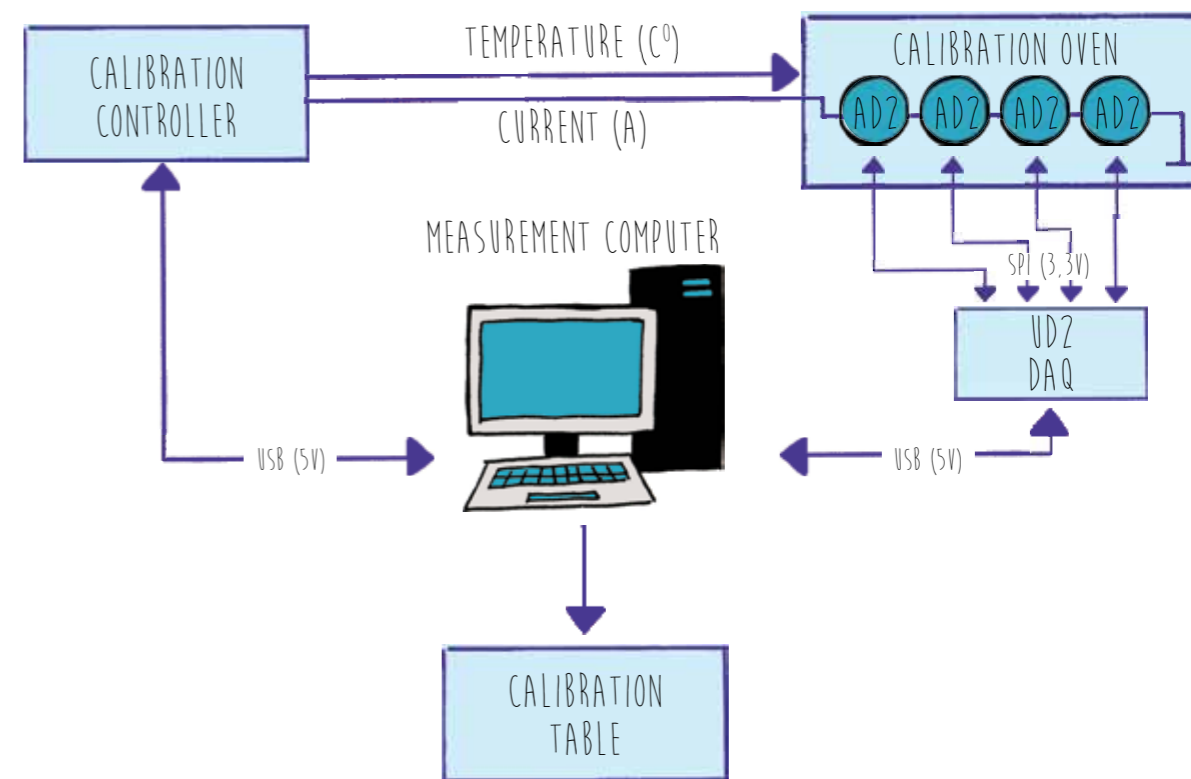 TEMPERATURE (C⁰)
CALIBRATION
CONTROLLER
CURRENT (A)
CALIBRATION OVEN
AD2 AD2 AD2 AD2
MEASUREMENT COMPUTER
SPI (3,3V)
UD2
DAQ
USB (5V)
USB (5V)
CALIBRATION
TABLE